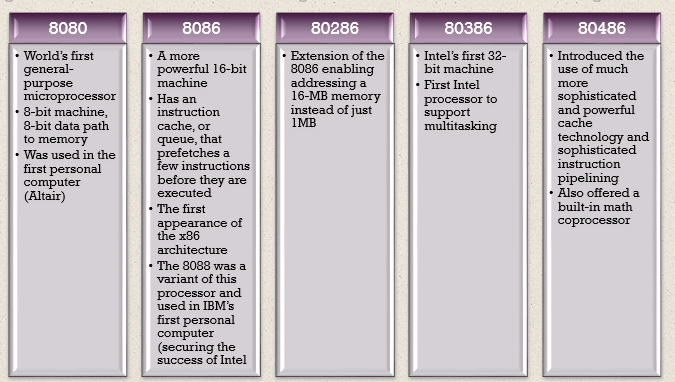 8080
• World's first
general-
purpose
microprocessor
• 8-bit machine,
8-bit data path
to memory
• Was used in the
first personal
computer
(Altair)
8086
• A more
powerful 16-bit
machine
• Has an
instruction
cache, or
queue, that
prefetches a
few instructions
before they are
executed
• The first
appearance of
the x86
architecture
• The 8088 was a
variant of this
processor and
used in IBM's
first personal
computer
(securing the
success of Intel
80286
• Extension of the
8086 enabling
addressing a
16-MB memory
instead of just
1MB
80386
• Intel's first 32-
bit machine
• First Intel
processor to
support
multitasking
80486
• Introduced the
use of much
more
sophisticated
and powerful
cache
technology and
sophisticated
instruction
pipelining
• Also offered a
built-in math
coprocessor